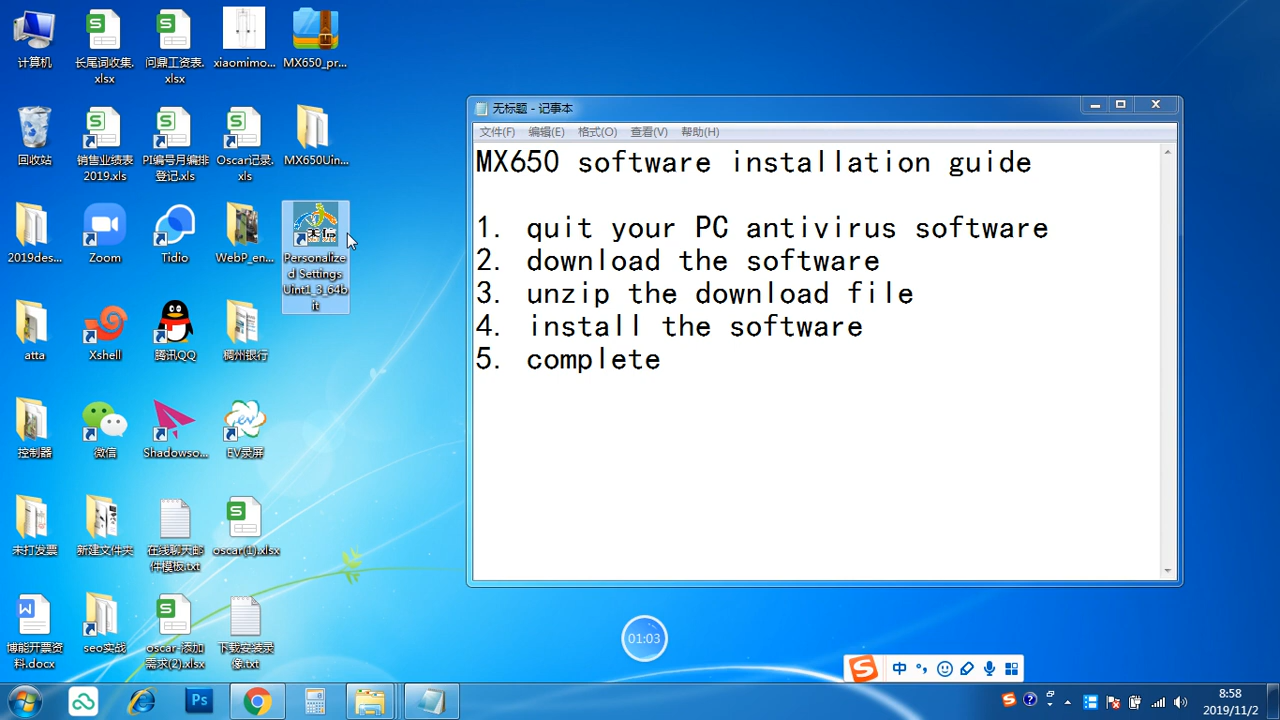 计算机
长尾词收集.
xlsx
问鼎工资表.
xlsx
xiaomimo...
MX650_pr...
回收站
销售业绩表
2019.xls
PI编号月编排
登记.xls
Oscar记录.
xls
MX650Uin...
2019des...
Zoom
Tidio
WebP_en...
Personalize
d Settings
Uint1_3_64b
it
atta
Xshell
腾讯QQ
稠州银行
控制器
微信
Shadowso...
EV录屏
未打发票
新建文件夹
在线聊天邮
件模板.txt
oscar(1).xlsx
博能开票资
料.docx
seo实战
oscar-添加
需求(2).xlsx
下载安装录
像.txt
无标题 - 记事本
文件(F) 编辑(E) 格式(O) 查看(V) 帮助(H)
MX650 software installation guide
1. quit your PC antivirus software
2. download the software
3. unzip the download file
4. install the software
5. complete
01:03
中
Ps
8:58
2019/11/2